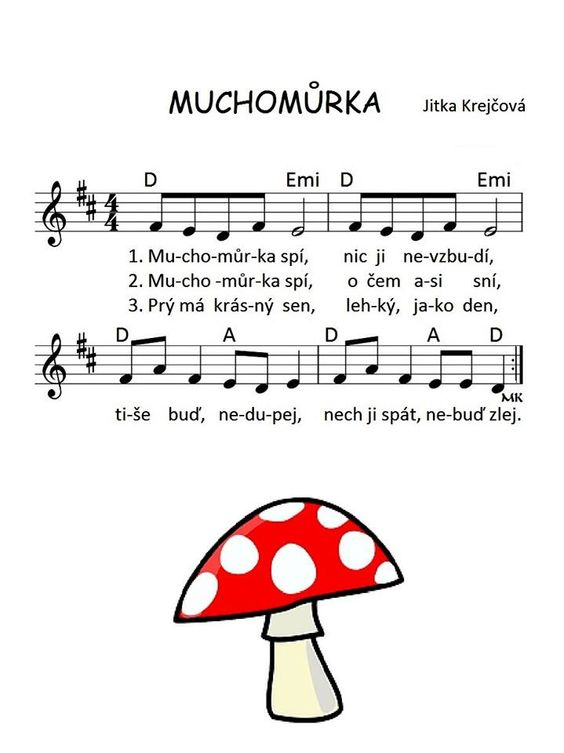 MUCHOMŮRKA
Jitka Krejčová
D Emi D Emi
1. Mu-cho-můr-ka spí, nic ji ne-vzbu-dí,
2. Mu-cho -můr-ka spí, o čem a-si sní,
3. Prý má krás-ný sen, leh-ký, ja-ko den,
D A D A D
MK
ti-še buď, ne-du-pej, nech ji spát, ne-buď zlej.